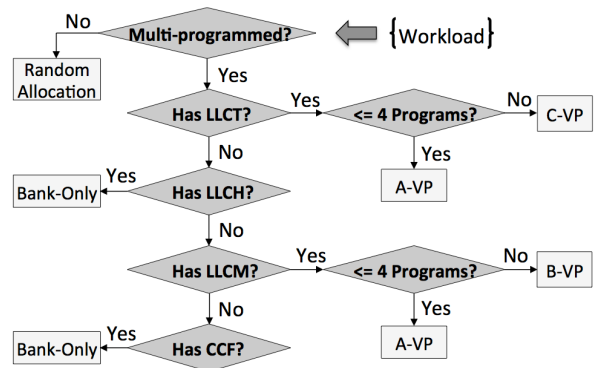 No
Multi-programmed?
{Workload}
Random
Allocation
Yes
Has LLCT?
Yes
<= 4 Programs?
No
C-VP
No
Yes
A-VP
Bank-Only
Yes
Has LLCH?
No
Has LLCM?
Yes
<= 4 Programs?
No
B-VP
No
Yes
A-VP
Bank-Only
Yes
Has CCF?